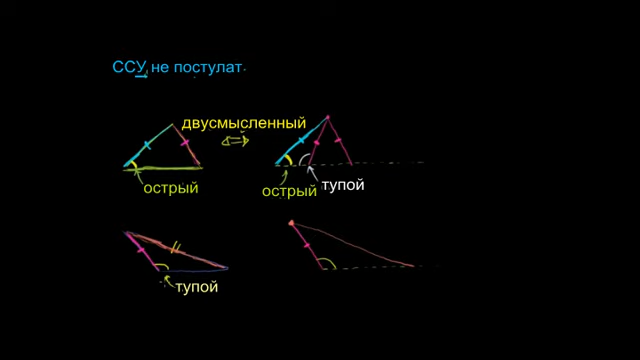 ССУ, не постулат
двусмысленный
острый
острый
тупой
тупой